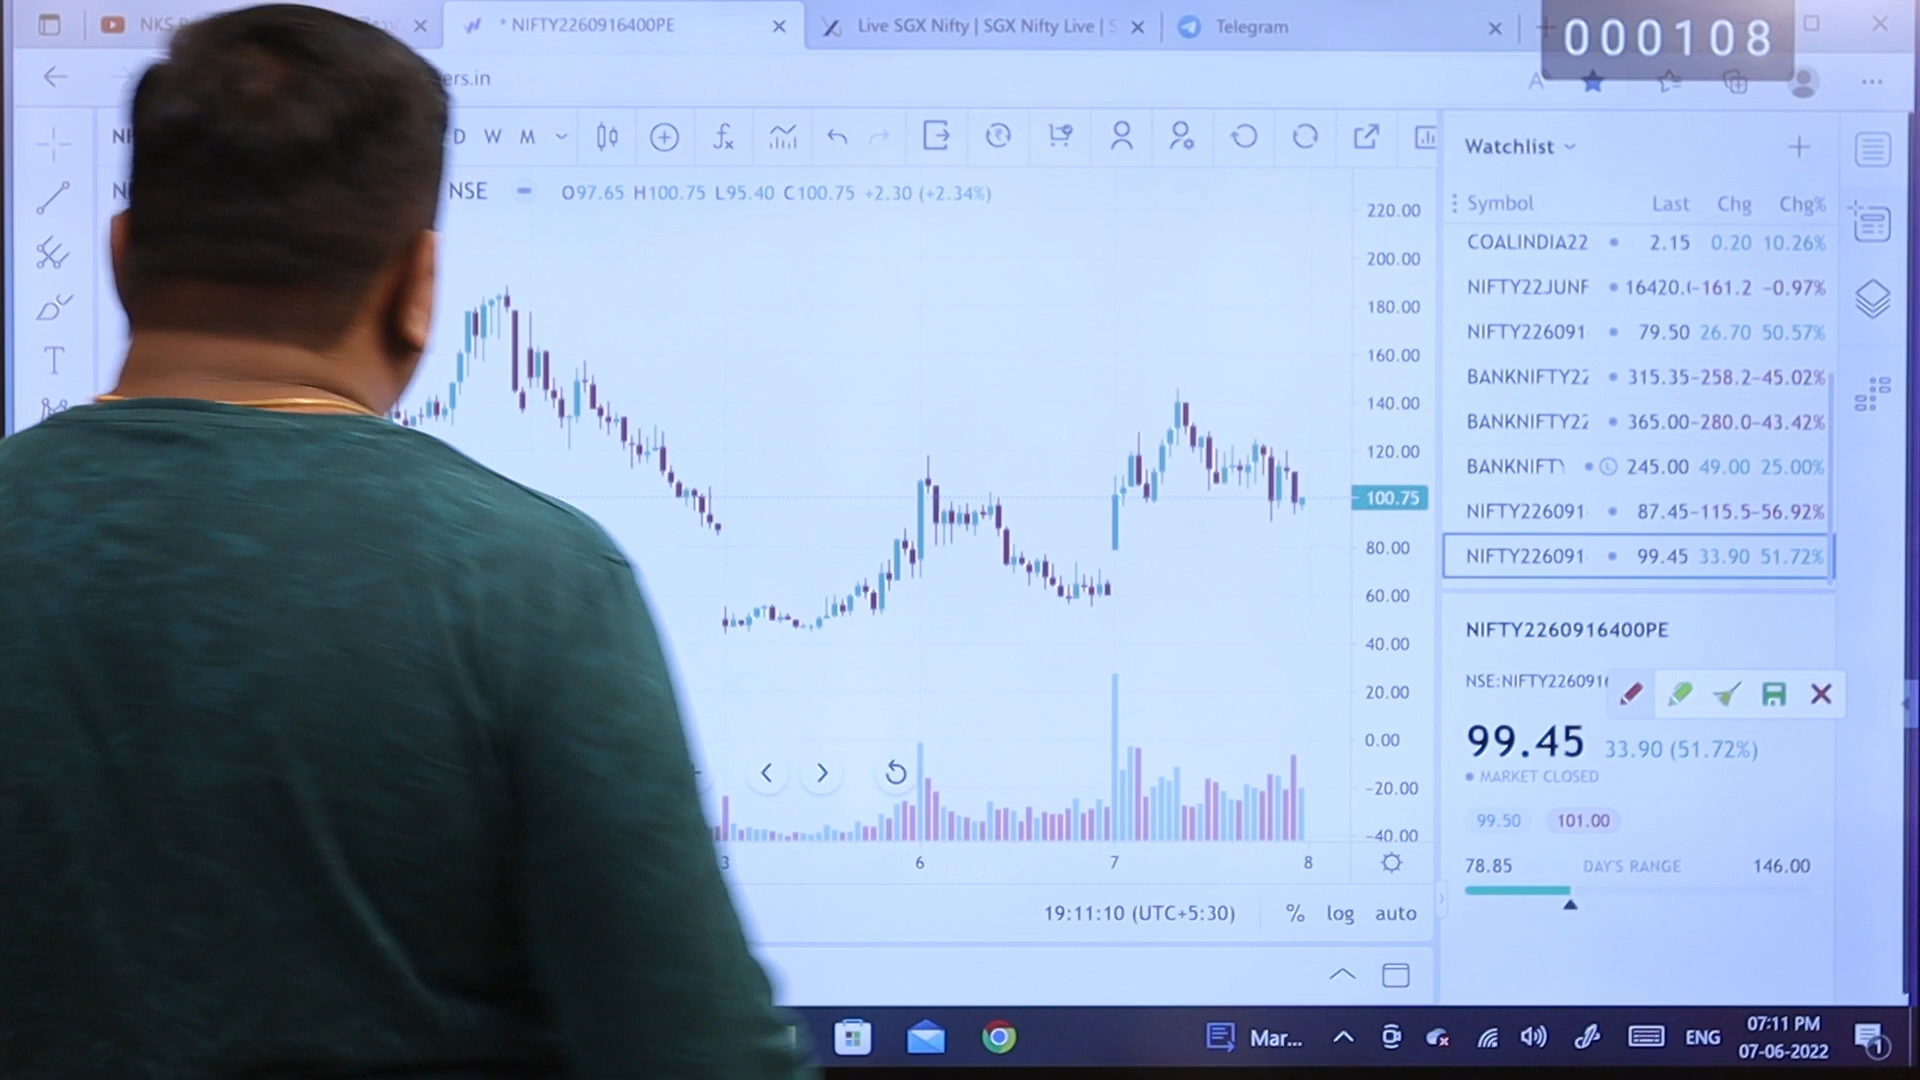 NKS
* NIFTY2260916400PE
Live SGX Nifty | SGX Nifty Live |
Telegram
000108
ers.in
D W M
Watchlist
NSE O97.65 H100.75 L95.40 C100.75 +2.30 (+2.34%)
Symbol Last Chg Chg%
COALINDIA22 2.15 0.20 10.26%
NIFTY22JUNF 16420.( -161.2 -0.97%
NIFTY226091 79.50 26.70 50.57%
BANKNIFTY22 315.35 -258.2 -45.02%
BANKNIFTY22 365.00 -280.0 -43.42%
BANKNIFTY 245.00 49.00 25.00%
NIFTY226091 87.45 -115.5 -56.92%
NIFTY226091 99.45 33.90 51.72%
220.00
200.00
180.00
160.00
140.00
120.00
100.75
80.00
60.00
40.00
20.00
0.00
-20.00
-40.00
NIFTY2260916400PE
NSE:NIFTY226091
99.45 33.90 (51.72%)
MARKET CLOSED
99.50 101.00
78.85 DAY'S RANGE 146.00
3 6 7 8
19:11:10 (UTC+5:30) % log auto
Mar... ENG 07:11 PM
07-06-2022
1